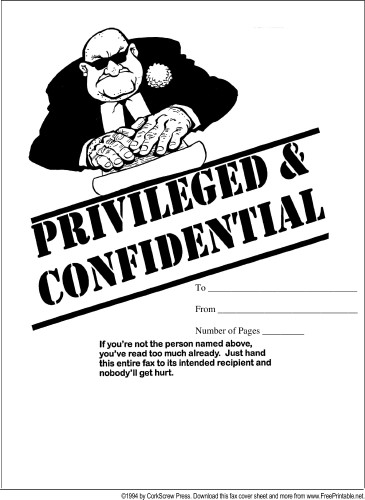 PRIVILEGED &
CONFIDENTIAL
To
From
Number of Pages
If you're not the person named above,
you've read too much already. Just hand
this entire fax to its intended recipient and
nobody'll get hurt.
©1994 by CorkScrew Press. Download this fax cover sheet and more from www.FreePrintable.net.